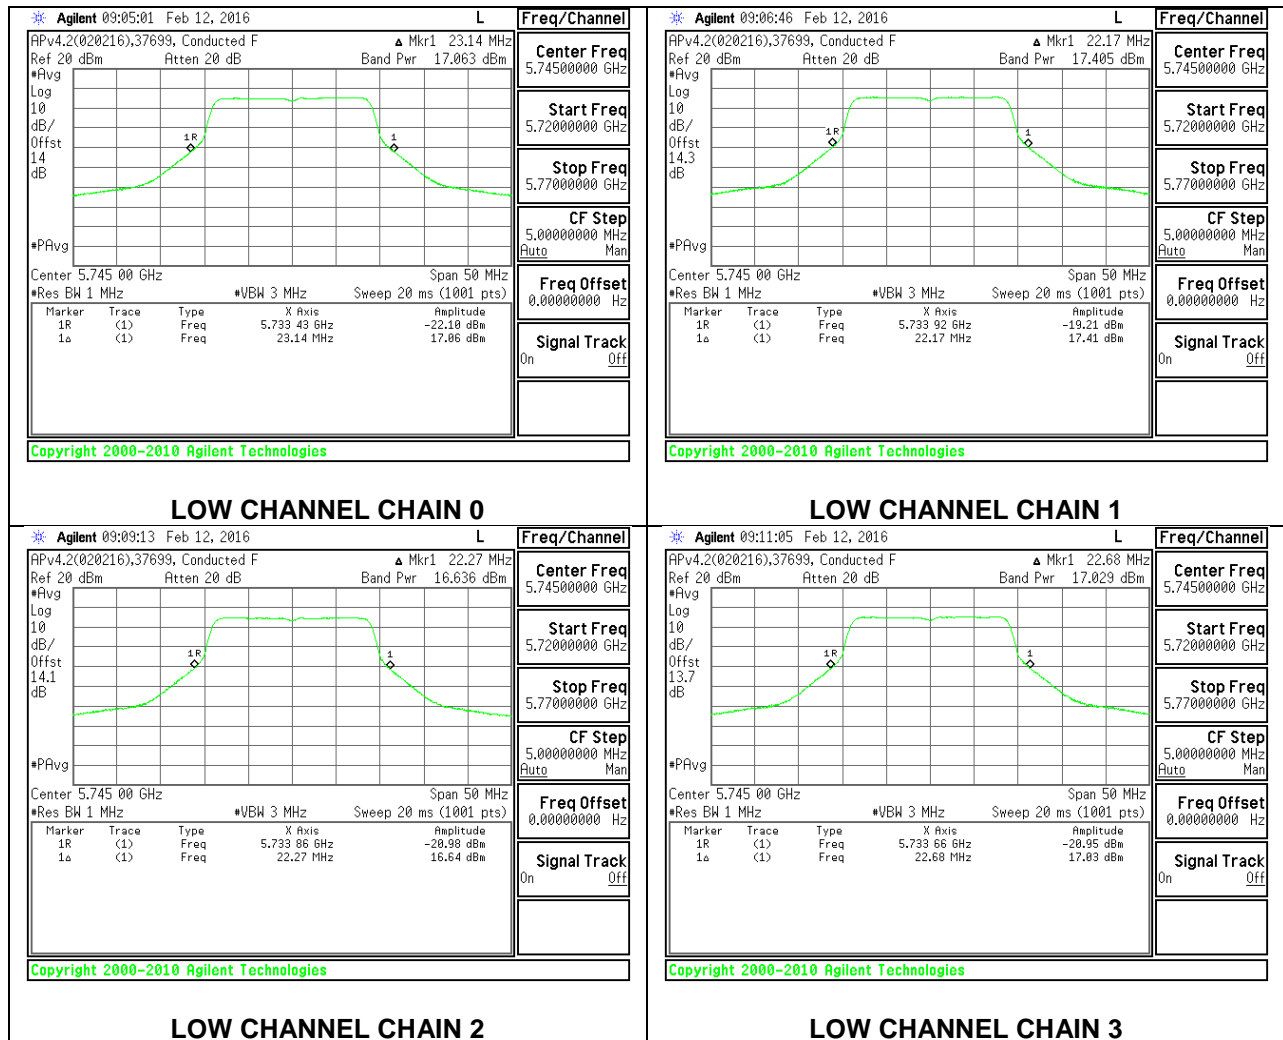 Agilent 09:05:01 Feb 12, 2016 L Freq/Channel
APv4.2(020216),37699, Conducted F Δ Mkr1 23.14 MHz
Ref 20 dBm Atten 20 dB Band Pwr 17.063 dBm
#Avg
Log
10
dB/
Offst
14
dB
1R
1
#PAvg
Center 5.745 00 GHz Span 50 MHz
#Res BW 1 MHz #VBW 3 MHz Sweep 20 ms (1001 pts)
Marker Trace Type X Axis Amplitude
1R (1) Freq 5.733 43 GHz -22.10 dBm
1Δ (1) Freq 23.14 MHz 17.06 dBm
Center Freq
5.74500000 GHz
Start Freq
5.72000000 GHz
Stop Freq
5.77000000 GHz
CF Step
5.00000000 MHz
Auto Man
Freq Offset
0.00000000 Hz
Signal Track
On Off
Copyright 2000-2010 Agilent Technologies
LOW CHANNEL CHAIN 0
Agilent 09:06:46 Feb 12, 2016 L Freq/Channel
APv4.2(020216),37699, Conducted F Δ Mkr1 22.17 MHz
Ref 20 dBm Atten 20 dB Band Pwr 17.405 dBm
#Avg
Log
10
dB/
Offst
14.3
dB
1R
1
#PAvg
Center 5.745 00 GHz Span 50 MHz
#Res BW 1 MHz #VBW 3 MHz Sweep 20 ms (1001 pts)
Marker Trace Type X Axis Amplitude
1R (1) Freq 5.733 92 GHz -19.21 dBm
1Δ (1) Freq 22.17 MHz 17.41 dBm
Center Freq
5.74500000 GHz
Start Freq
5.72000000 GHz
Stop Freq
5.77000000 GHz
CF Step
5.00000000 MHz
Auto Man
Freq Offset
0.00000000 Hz
Signal Track
On Off
Copyright 2000-2010 Agilent Technologies
LOW CHANNEL CHAIN 1
Agilent 09:09:13 Feb 12, 2016 L Freq/Channel
APv4.2(020216),37699, Conducted F Δ Mkr1 22.27 MHz
Ref 20 dBm Atten 20 dB Band Pwr 16.636 dBm
#Avg
Log
10
dB/
Offst
14.1
dB
1R
1
#PAvg
Center 5.745 00 GHz Span 50 MHz
#Res BW 1 MHz #VBW 3 MHz Sweep 20 ms (1001 pts)
Marker Trace Type X Axis Amplitude
1R (1) Freq 5.733 86 GHz -20.98 dBm
1Δ (1) Freq 22.27 MHz 16.64 dBm
Center Freq
5.74500000 GHz
Start Freq
5.72000000 GHz
Stop Freq
5.77000000 GHz
CF Step
5.00000000 MHz
Auto Man
Freq Offset
0.00000000 Hz
Signal Track
On Off
Copyright 2000-2010 Agilent Technologies
LOW CHANNEL CHAIN 2
Agilent 09:11:05 Feb 12, 2016 L Freq/Channel
APv4.2(020216),37699, Conducted F Δ Mkr1 22.68 MHz
Ref 20 dBm Atten 20 dB Band Pwr 17.029 dBm
#Avg
Log
10
dB/
Offst
13.7
dB
1R
1
#PAvg
Center 5.745 00 GHz Span 50 MHz
#Res BW 1 MHz #VBW 3 MHz Sweep 20 ms (1001 pts)
Marker Trace Type X Axis Amplitude
1R (1) Freq 5.733 66 GHz -20.95 dBm
1Δ (1) Freq 22.68 MHz 17.03 dBm
Center Freq
5.74500000 GHz
Start Freq
5.72000000 GHz
Stop Freq
5.77000000 GHz
CF Step
5.00000000 MHz
Auto Man
Freq Offset
0.00000000 Hz
Signal Track
On Off
Copyright 2000-2010 Agilent Technologies
LOW CHANNEL CHAIN 3